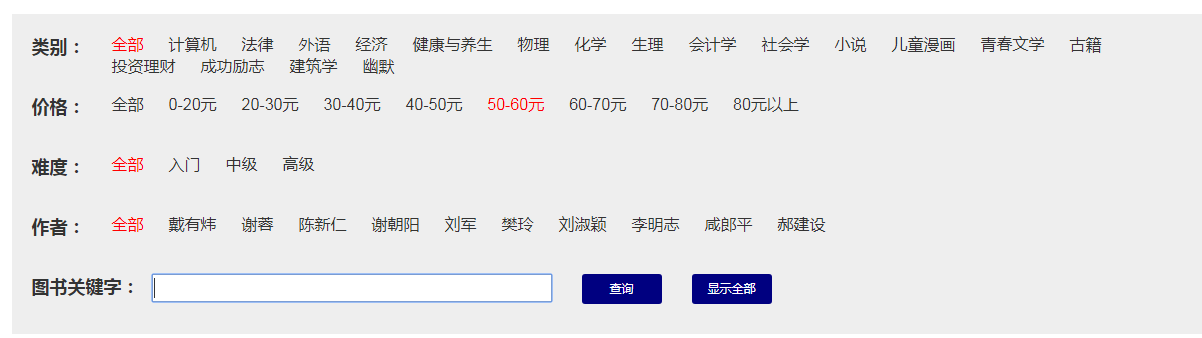 类别： 全部 计算机 法律 外语 经济 健康与养生 物理 化学 生理 会计学 社会学 小说 儿童漫画 青春文学 古籍
投资理财 成功励志 建筑学 幽默
价格： 全部 0-20元 20-30元 30-40元 40-50元 50-60元 60-70元 70-80元 80元以上
难度： 全部 入门 中级 高级
作者： 全部 戴有炜 谢蓉 陈新仁 谢朝阳 刘军 樊玲 刘淑颖 李明志 咸郎平 郝建设
图书关键字： 查询 显示全部